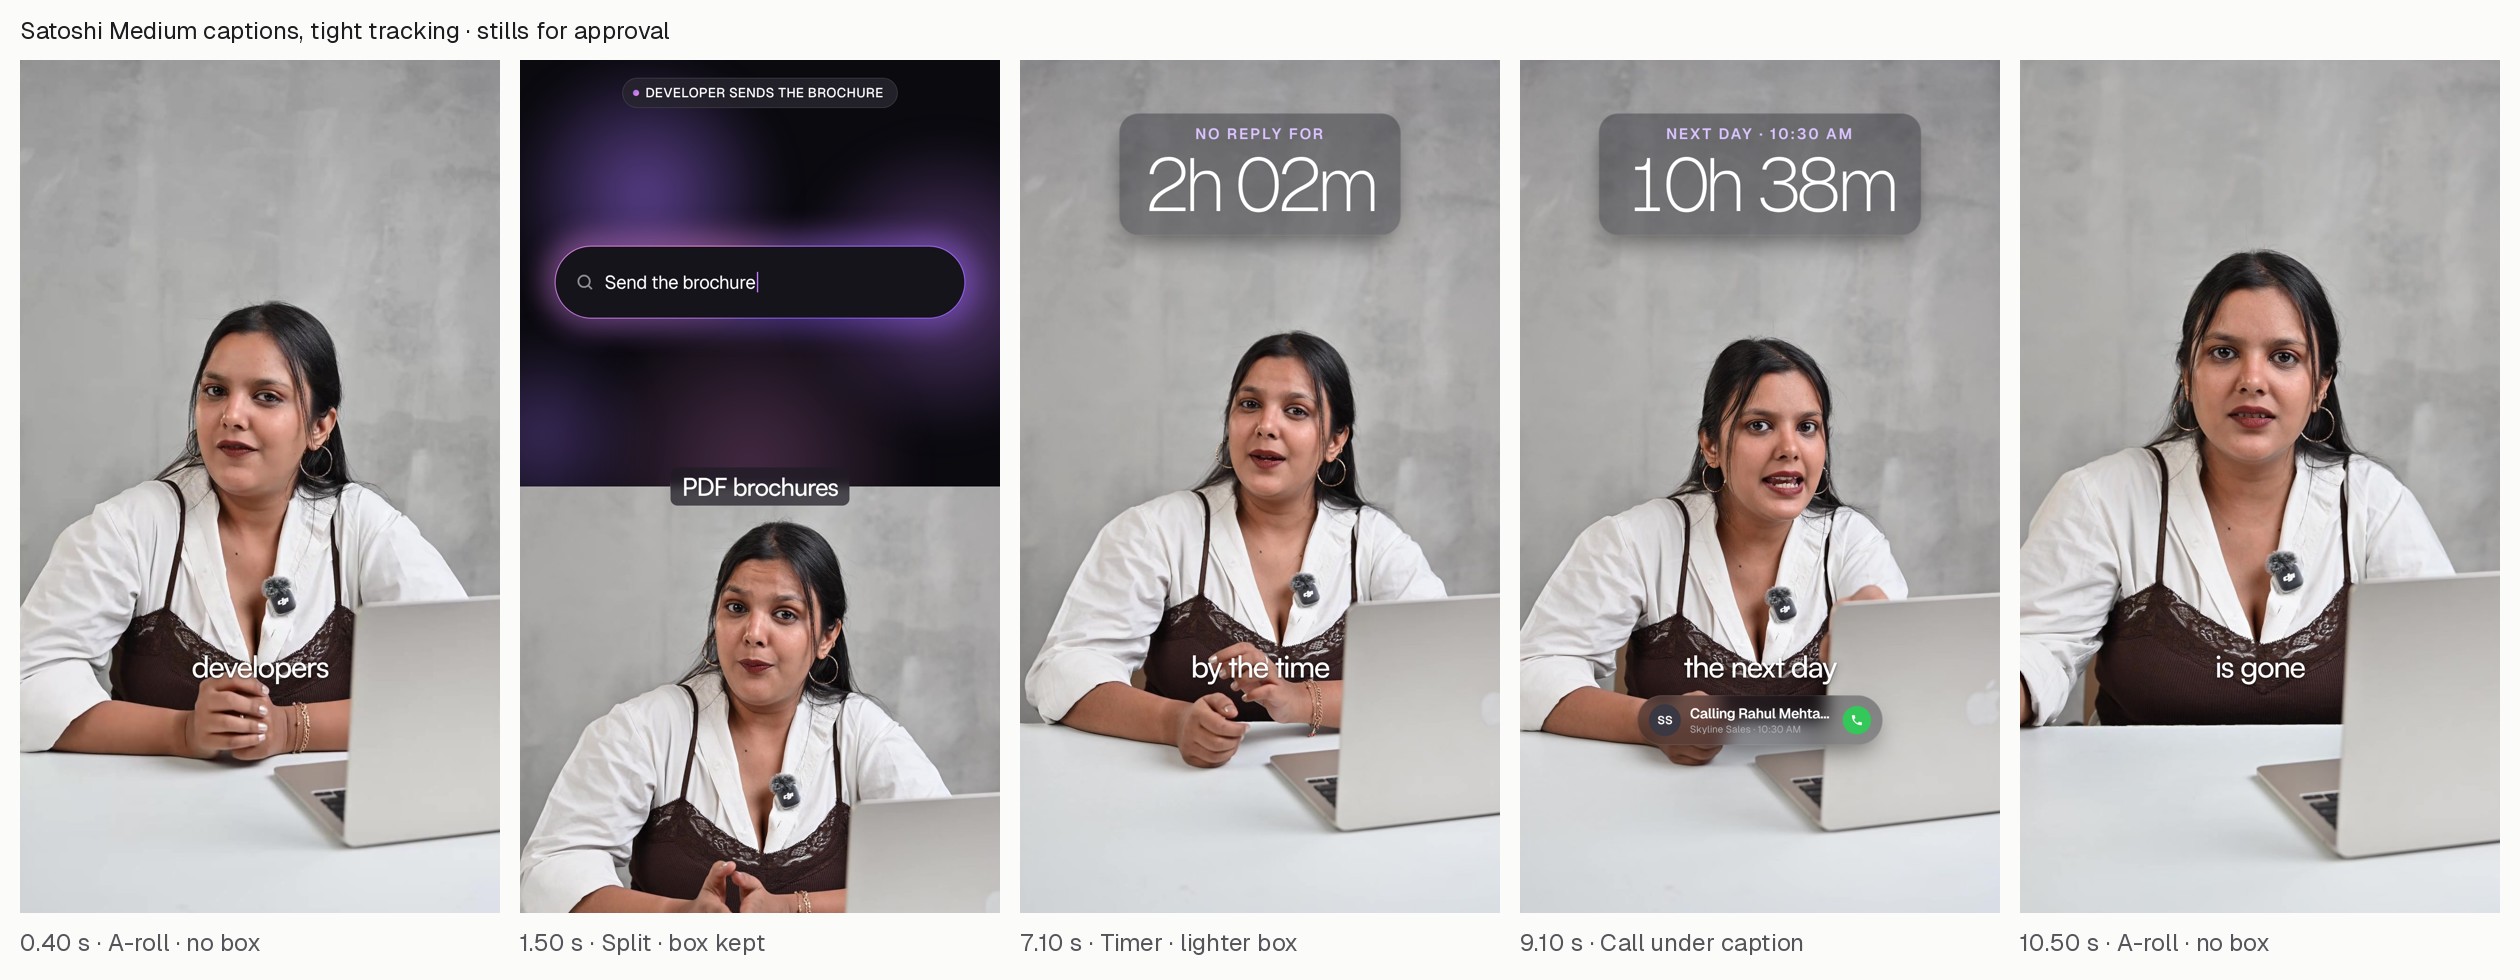 Satoshi Medium captions, tight tracking · stills for approval
developers
0.40 s · A-roll · no box
DEVELOPER SENDS THE BROCHURE
Send the brochure
PDF brochures
1.50 s · Split · box kept
NO REPLY FOR
2h 02m
by the time
7.10 s · Timer · lighter box
NEXT DAY · 10:30 AM
10h 38m
the next day
SS
Calling Rahul Mehta...
Skyline Sales · 10:30 AM
9.10 s · Call under caption
is gone
10.50 s · A-roll · no box